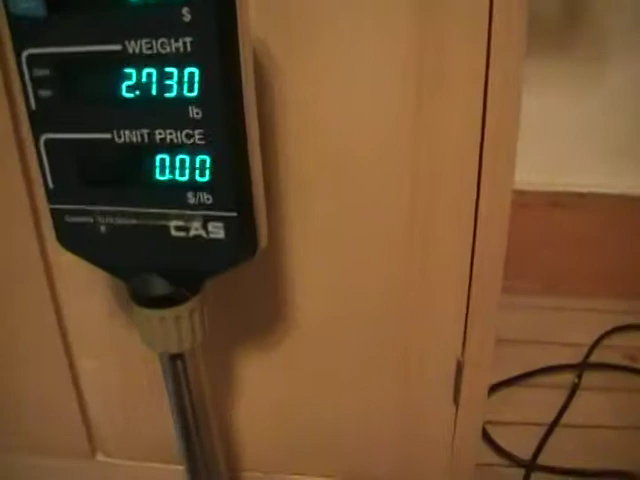 $
WEIGHT
2.730
lb
UNIT PRICE
0.00
$/lb
CAS